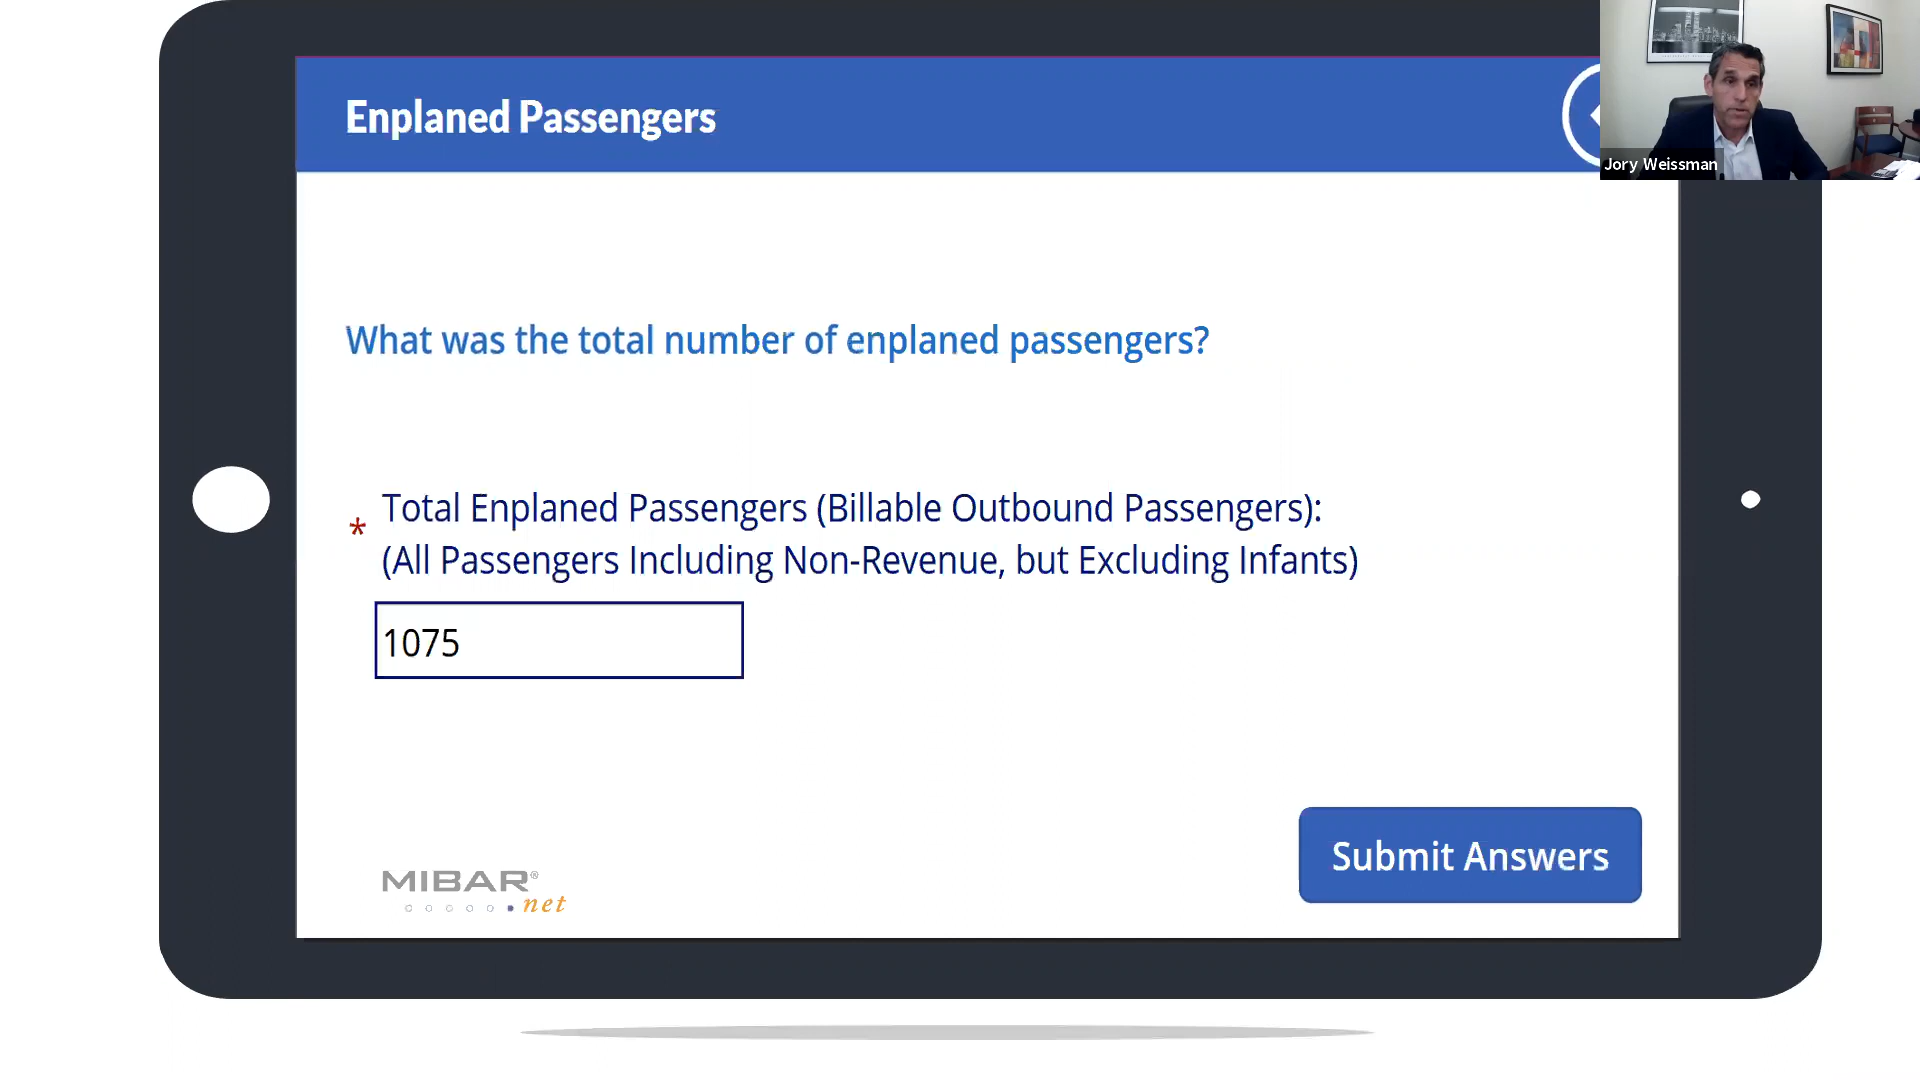 Enplaned Passengers
Jory Weissman
What was the total number of enplaned passengers?
* Total Enplaned Passengers (Billable Outbound Passengers):
(All Passengers Including Non-Revenue, but Excluding Infants)
1075
Submit Answers
MIBAR®
net